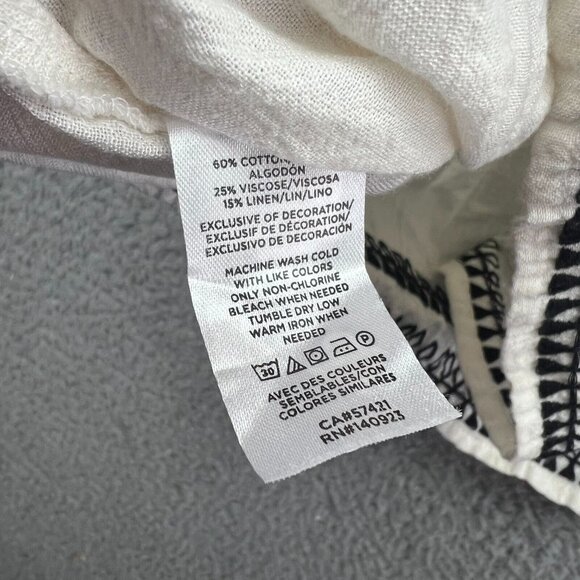 60% COTTON/
ALGODÓN
25% VISCOSE/VISCOSA
15% LINEN/LIN/LINO
EXCLUSIVE OF DECORATION/
EXCLUSIF DE DÉCORATION/
EXCLUSIVO DE DECORACIÓN
MACHINE WASH COLD
WITH LIKE COLORS
ONLY NON-CHLORINE
BLEACH WHEN NEEDED
TUMBLE DRY LOW
WARM IRON WHEN
NEEDED
30 P
AVEC DES COULEURS
SEMBLABLES/CON
COLORES SIMILARES
CA#57421
RN#140923